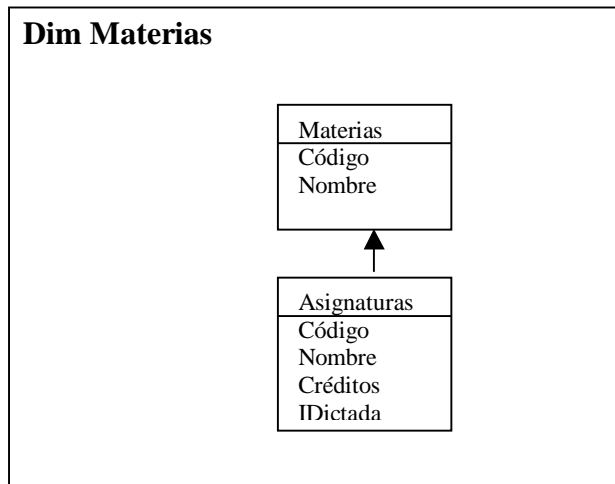 Dim Materias
Materias
Código
Nombre
Asignaturas
Código
Nombre
Créditos
IDictada